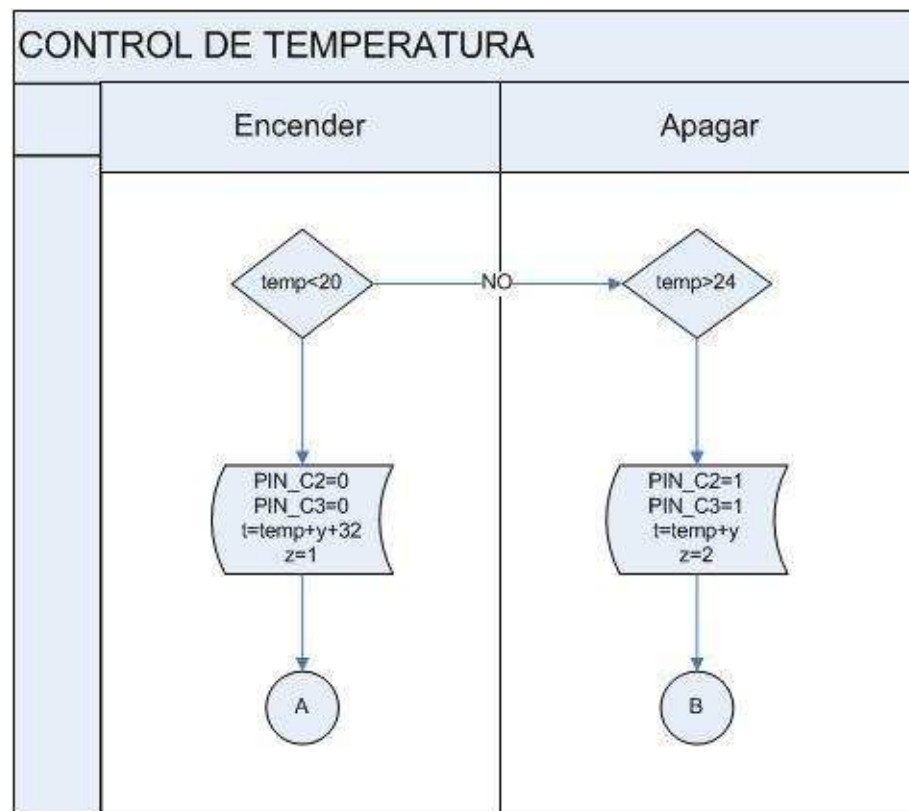 CONTROL DE TEMPERATURA
Encender
Apagar
temp<20
NO
temp>24
PIN_C2=0
PIN_C3=0
t=temp+y+32
z=1
PIN_C2=1
PIN_C3=1
t=temp+y
z=2
A
B